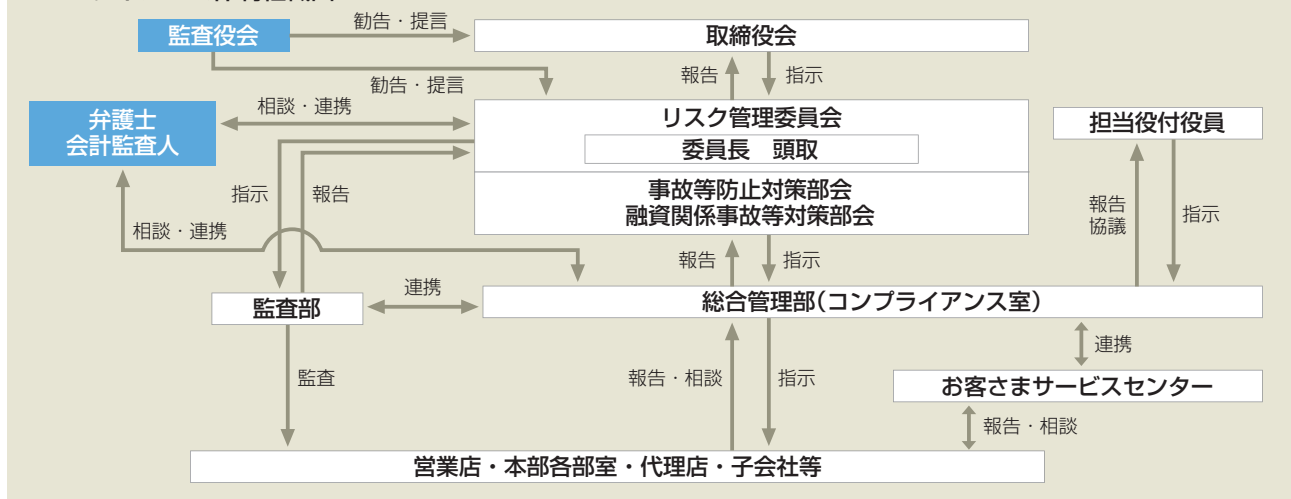 勧告・提言
監査役会
取締役会
報告
指示
勧告・提言
相談・連携
弁護士
会計監査人
リスク管理委員会
委員長　頭取
担当役付役員
事故等防止対策部会
融資関係事故等対策部会
指示
報告
報告
協議
指示
相談・連携
報告
指示
連携
監査部
総合管理部(コンプライアンス室)
連携
監査
報告・相談
指示
お客さまサービスセンター
報告・相談
営業店・本部各部室・代理店・子会社等